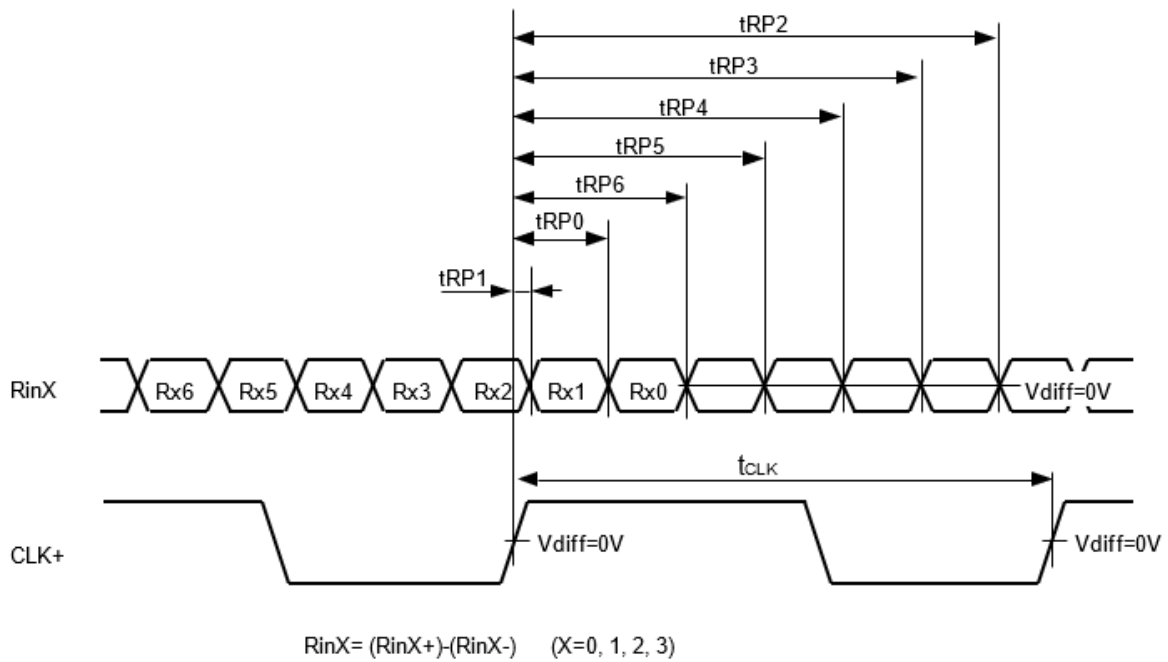 tRP2
tRP3
tRP4
tRP5
tRP6
tRP0
tRP1
RinX Rx6 Rx5 Rx4 Rx3 Rx2 Rx1 Rx0 Vdiff=0V
tCLK
CLK+ Vdiff=0V Vdiff=0V
RinX= (RinX+)-(RinX-) (X=0, 1, 2, 3)